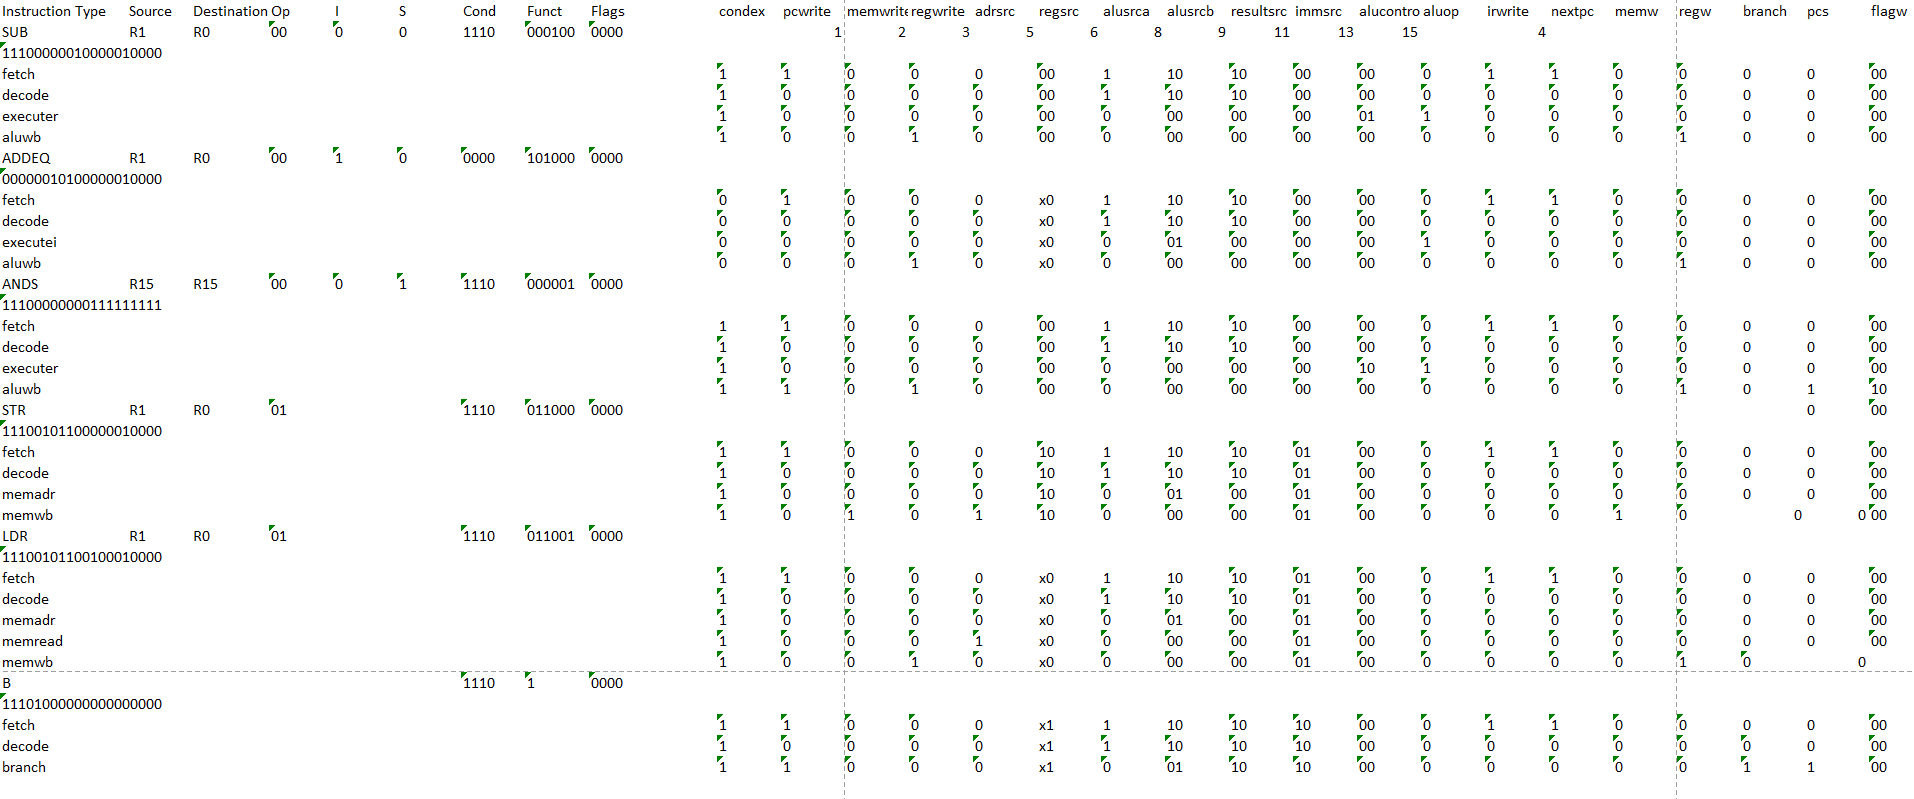 Instruction Type Source Destination Op I S Cond Funct Flags condex pcwrite memwrite regwrite adrsrc regsrc alusrca alusrcb resultsrc immsrc alucontro aluop irwrite nextpc memw regw branch pcs flagw
SUB R1 R0 00 0 0 1110 000100 0000 1 2 3 5 6 8 9 11 13 15 4
11100000010000010000
fetch 1 1 0 0 0 00 1 10 10 00 00 0 1 1 0 0 0 0 00
decode 1 0 0 0 0 00 1 10 10 00 00 0 0 0 0 0 0 0 00
executer 1 0 0 0 0 00 0 00 00 00 01 1 0 0 0 0 0 0 00
aluwb 1 0 0 1 0 00 0 00 00 00 00 0 0 0 0 1 0 0 00
ADDEQ R1 R0 00 1 0 0000 101000 0000
00000010100000010000
fetch 0 1 0 0 0 x0 1 10 10 00 00 0 1 1 0 0 0 0 00
decode 0 0 0 0 0 x0 1 10 10 00 00 0 0 0 0 0 0 0 00
executei 0 0 0 0 0 x0 0 01 00 00 00 1 0 0 0 0 0 0 00
aluwb 0 0 0 1 0 x0 0 00 00 00 00 0 0 0 0 1 0 0 00
ANDS R15 R15 00 0 1 1110 000001 0000
11100000000111111111
fetch 1 1 0 0 0 00 1 10 10 00 00 0 1 1 0 0 0 0 00
decode 1 0 0 0 0 00 1 10 10 00 00 0 0 0 0 0 0 0 00
executer 1 0 0 0 0 00 0 00 00 00 10 1 0 0 0 0 0 0 00
aluwb 1 1 0 1 0 00 0 00 00 00 00 0 0 0 0 1 0 1 10
STR R1 R0 01 1110 011000 0000 0 00
11100101100000010000
fetch 1 1 0 0 0 10 1 10 10 01 00 0 1 1 0 0 0 0 00
decode 1 0 0 0 0 10 1 10 10 01 00 0 0 0 0 0 0 0 00
memadr 1 0 0 0 0 10 0 01 00 01 00 0 0 0 0 0 0 0 00
memwb 1 0 1 0 1 10 0 00 00 01 00 0 0 0 1 0 0 0 00
LDR R1 R0 01 1110 011001 0000
11100101100100010000
fetch 1 1 0 0 0 x0 1 10 10 01 00 0 1 1 0 0 0 0 00
decode 1 0 0 0 0 x0 1 10 10 01 00 0 0 0 0 0 0 0 00
memadr 1 0 0 0 0 x0 0 01 00 01 00 0 0 0 0 0 0 0 00
memread 1 0 0 0 1 x0 0 00 00 01 00 0 0 0 0 0 0 0 00
memwb 1 0 0 1 0 x0 0 00 00 01 00 0 0 0 0 1 0 0
B 1110 1 0000
11101000000000000000
fetch 1 1 0 0 0 x1 1 10 10 10 00 0 1 1 0 0 0 0 00
decode 1 0 0 0 0 x1 1 10 10 10 00 0 0 0 0 0 0 0 00
branch 1 1 0 0 0 x1 0 01 10 10 00 0 0 0 0 0 1 1 00